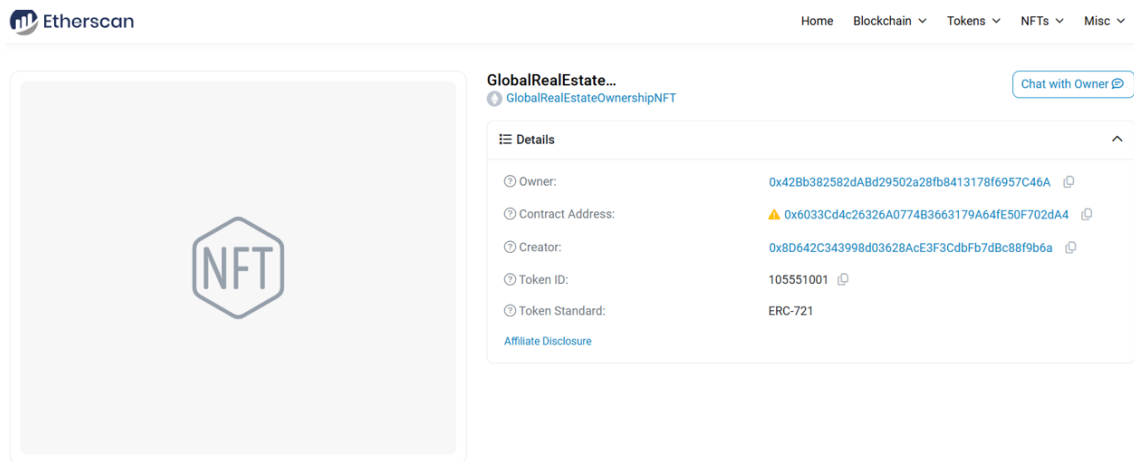 Etherscan
Home Blockchain Tokens NFTs Misc
GlobalRealEstate...
GlobalRealEstateOwnershipNFT
Chat with Owner
Details
Owner: 0x42Bb382582dABd29502a28fb8413178f6957C46A
Contract Address: 0x6033Cd4c26326A0774B3663179A64fE50F702dA4
Creator: 0x8D642C343998d03628AcE3F3CdbFb7dBc88f9b6a
Token ID: 105551001
Token Standard: ERC-721
Affiliate Disclosure
NFT